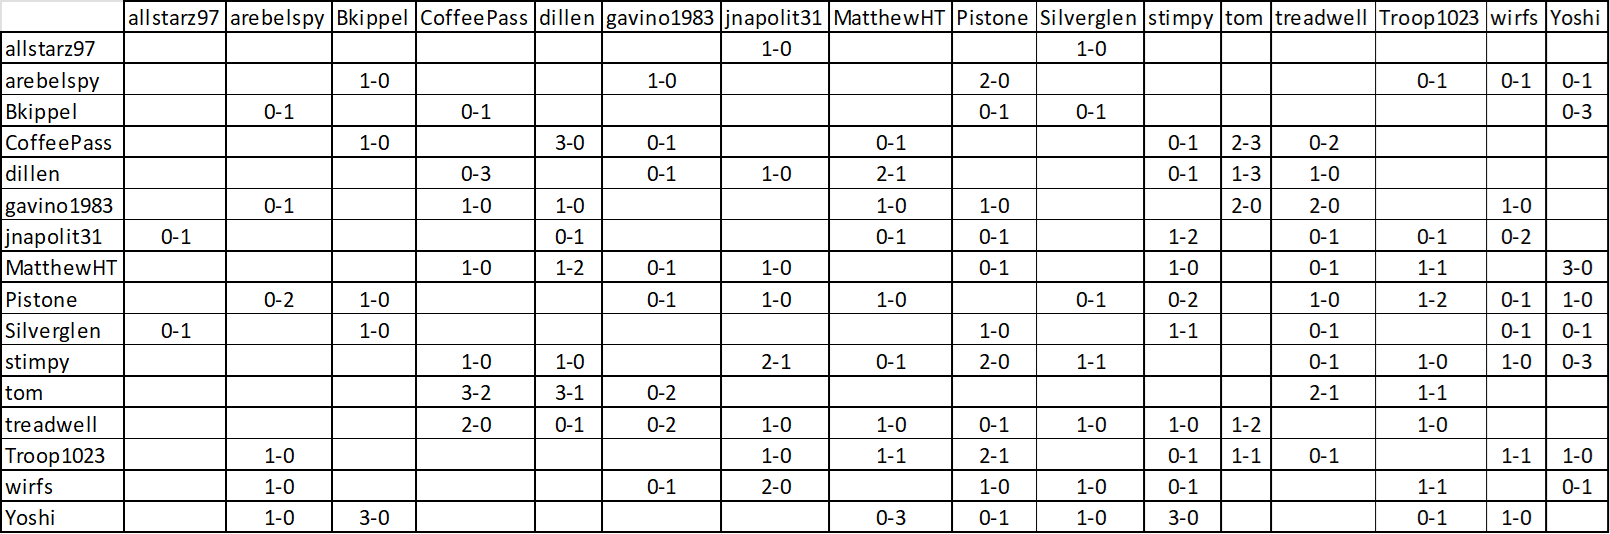 allstarz97 arebelspy Bkippel CoffeePass dillen gavino1983 jnapolit31 MatthewHT Pistone Silverglen stimpy tom treadwell Troop1023 wirfs Yoshi
allstarz97 1-0 1-0
arebelspy 1-0 1-0 2-0 0-1 0-1 0-1
Bkippel 0-1 0-1 0-1 0-1 0-3
CoffeePass 1-0 3-0 0-1 0-1 0-1 2-3 0-2
dillen 0-3 0-1 1-0 2-1 0-1 1-3 1-0
gavino1983 0-1 1-0 1-0 1-0 1-0 2-0 2-0 1-0
jnapolit31 0-1 0-1 0-1 0-1 1-2 0-1 0-1 0-2
MatthewHT 1-0 1-2 0-1 1-0 0-1 1-0 0-1 1-1 3-0
Pistone 0-2 1-0 0-1 1-0 1-0 0-1 0-2 1-0 1-2 0-1 1-0
Silverglen 0-1 1-0 1-0 1-1 0-1 0-1 0-1
stimpy 1-0 1-0 2-1 0-1 2-0 1-1 0-1 1-0 1-0 0-3
tom 3-2 3-1 0-2 2-1 1-1
treadwell 2-0 0-1 0-2 1-0 1-0 0-1 1-0 1-0 1-2 1-0
Troop1023 1-0 1-0 1-1 2-1 0-1 1-1 0-1 1-1 1-0
wirfs 1-0 0-1 2-0 1-0 1-0 0-1 1-1 0-1
Yoshi 1-0 3-0 0-3 0-1 1-0 3-0 0-1 1-0